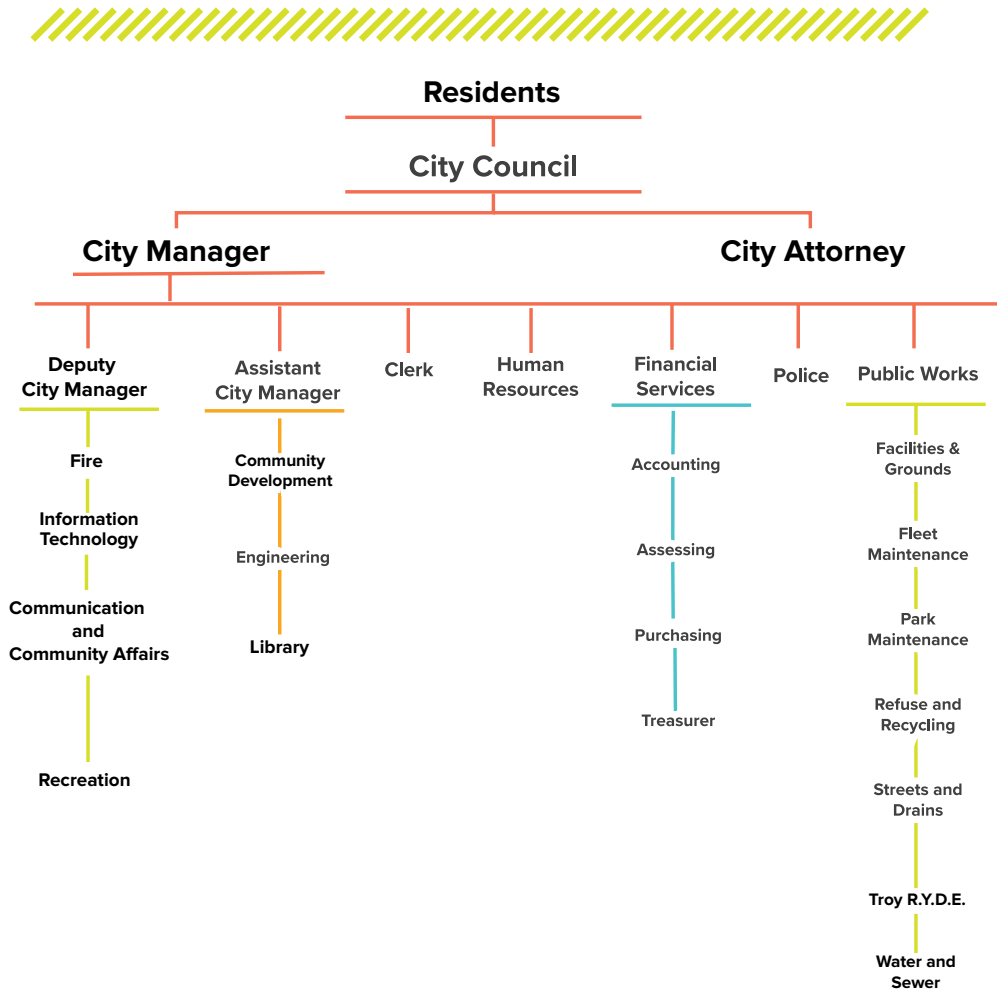 Residents
City Council
City Manager
City Attorney
Deputy
City Manager
Fire
Information
Technology
Communication
and
Community Affairs
Recreation
Assistant
City Manager
Community
Development
Engineering
Library
Clerk
Human
Resources
Financial
Services
Accounting
Assessing
Purchasing
Treasurer
Police
Public Works
Facilities &
Grounds
Fleet
Maintenance
Park
Maintenance
Refuse and
Recycling
Streets and
Drains
Troy R.Y.D.E.
Water and
Sewer